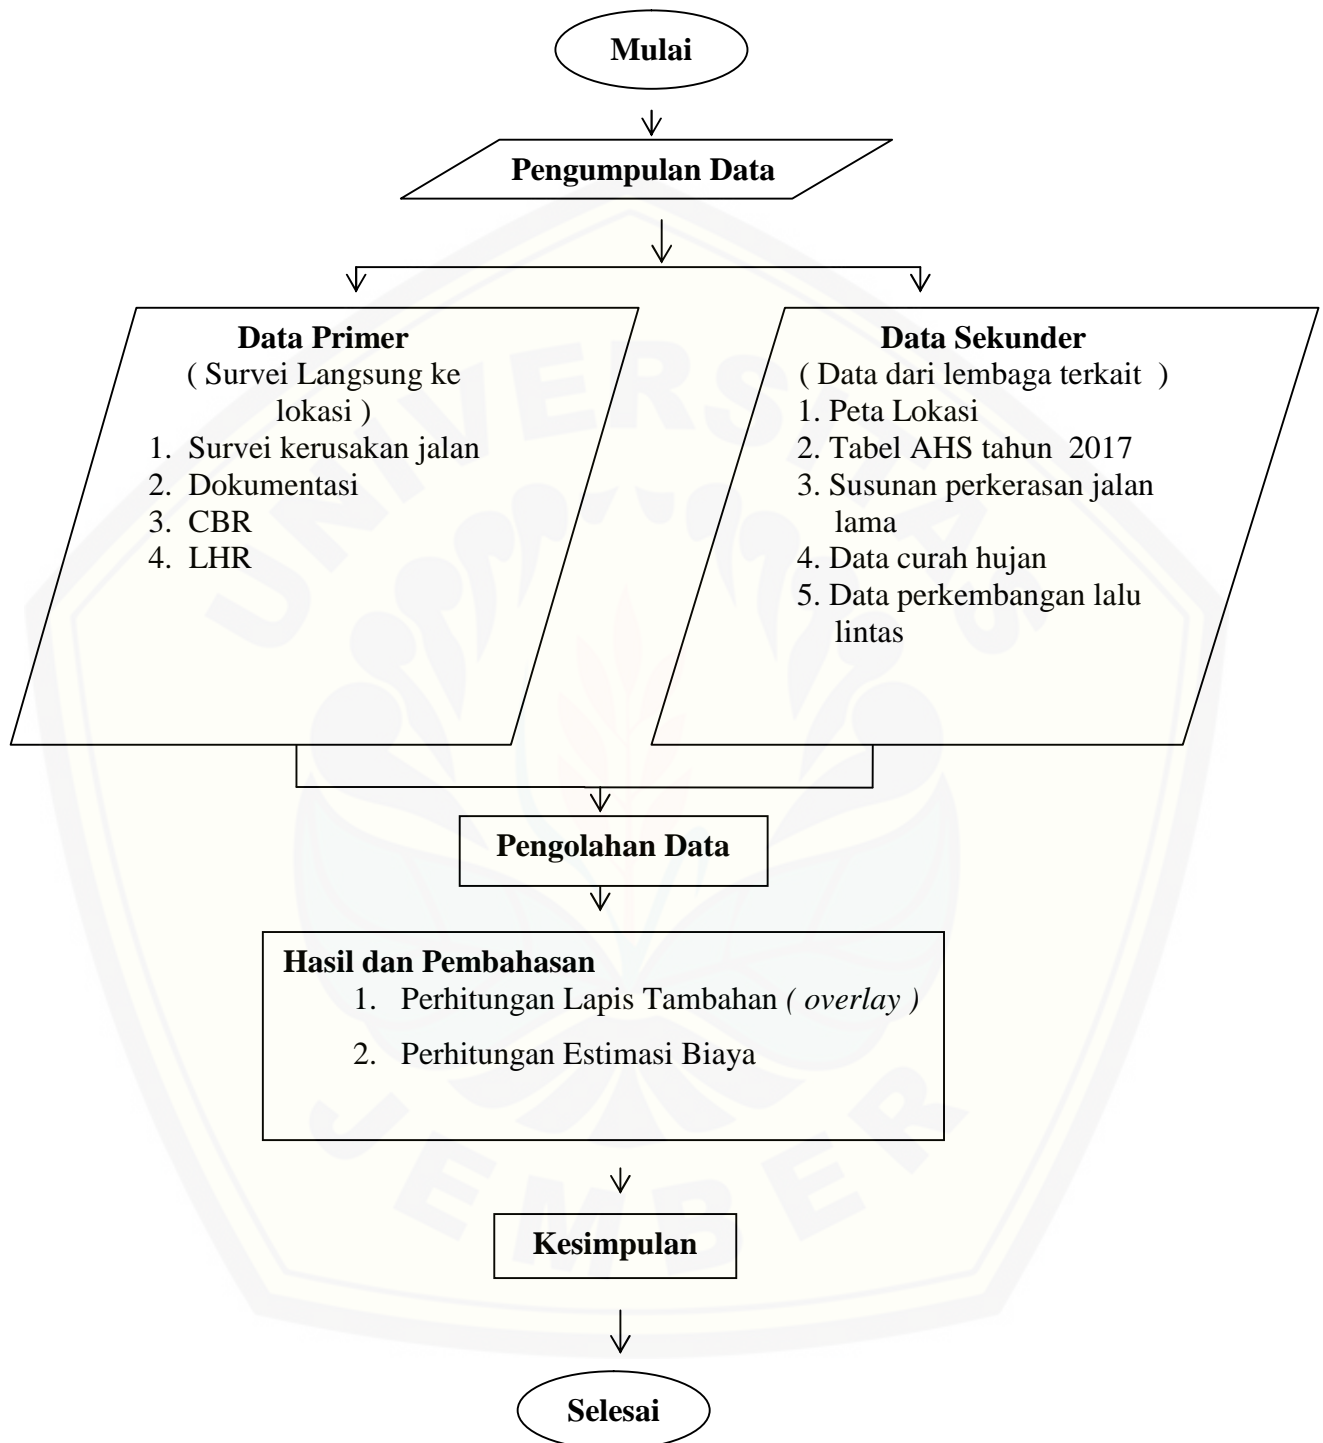 Mulai
Pengumpulan Data
Data Primer
( Survei Langsung ke
lokasi )
1. Survei kerusakan jalan
2. Dokumentasi
3. CBR
4. LHR
Data Sekunder
( Data dari lembaga terkait )
1. Peta Lokasi
2. Tabel AHS tahun 2017
3. Susunan perkerasan jalan
lama
4. Data curah hujan
5. Data perkembangan lalu
lintas
Pengolahan Data
Hasil dan Pembahasan
1. Perhitungan Lapis Tambahan ( overlay )
2. Perhitungan Estimasi Biaya
Kesimpulan
Selesai
UNIVERSITAS
JEMBER